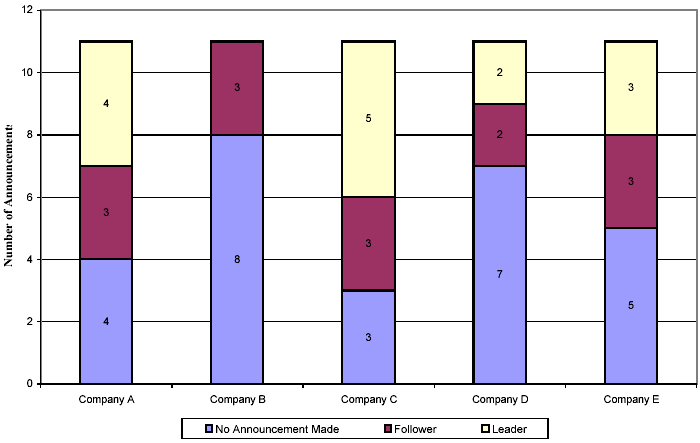 12
10
8
6
4
2
0
Number of Announcements
4
3
4
3
8
5
3
3
2
2
7
3
3
5
Company A
Company B
Company C
Company D
Company E
No Announcement Made
Follower
Leader